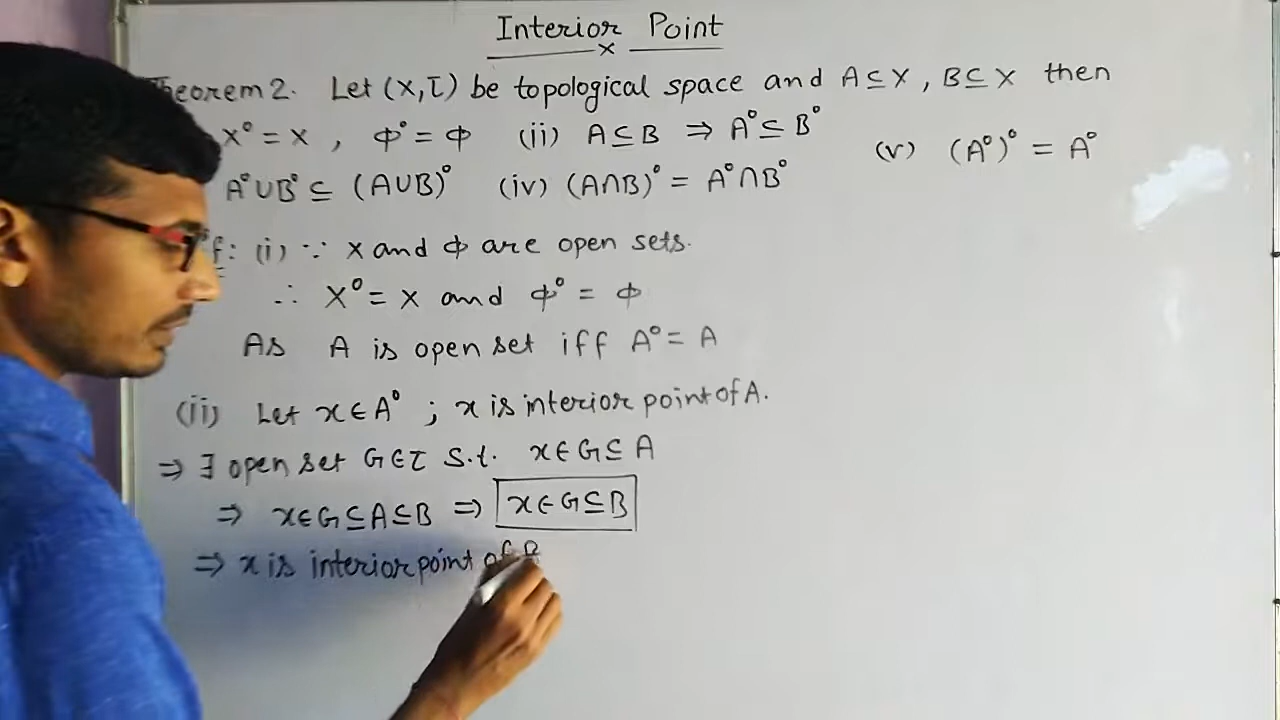 Interior Point
x
Theorem 2. Let (X,τ) be topological space and A⊆X, B⊆X then
X° = X , Φ° = Φ (ii) A⊆B ⇒ A°⊆B°
(v) (A°)° = A°
A°∪B° ⊆ (A∪B)° (iv) (A∩B)° = A°∩B°
f: (i) ∵ X and Φ are open sets.
∴ X° = X and Φ° = Φ
As A is open set iff A° = A
(ii) Let x∈A° ; x is interior point of A.
⇒ ∃ open set G∈τ s.t. x∈G⊆A
⇒ x∈G⊆A⊆B ⇒ x∈G⊆B
⇒ x is interior point of B